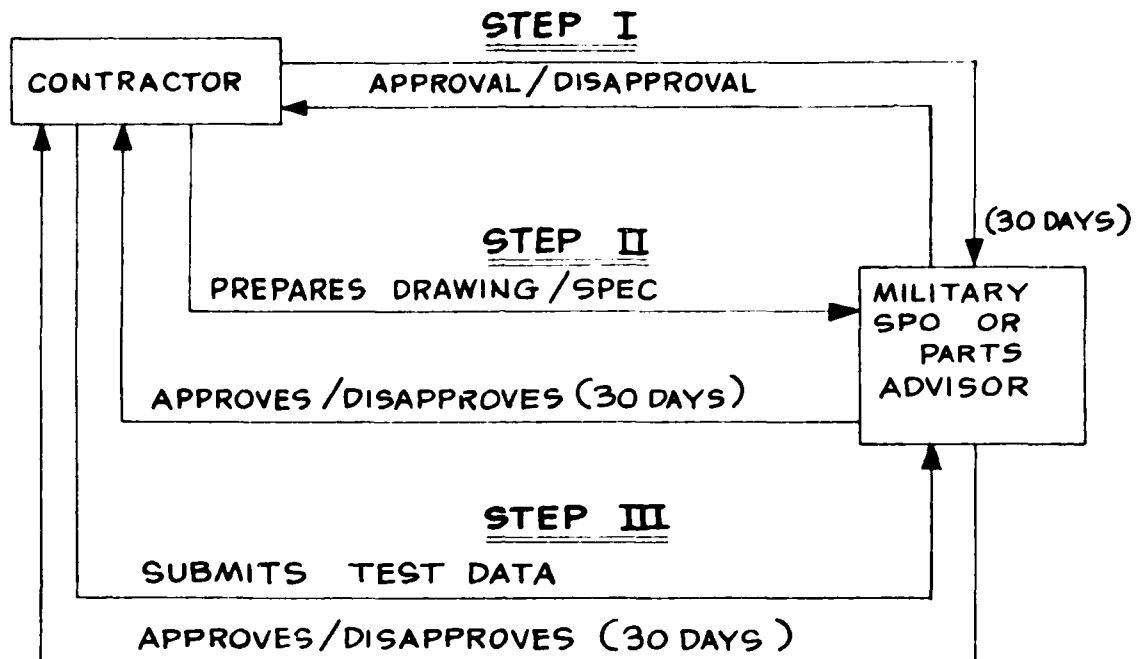 STEP I
CONTRACTOR
APPROVAL/DISAPPROVAL
(30 DAYS)
STEP II
PREPARES DRAWING/SPEC
MILITARY
SPO OR
PARTS
ADVISOR
APPROVES/DISAPPROVES (30 DAYS)
STEP III
SUBMITS TEST DATA
APPROVES/DISAPPROVES (30 DAYS)